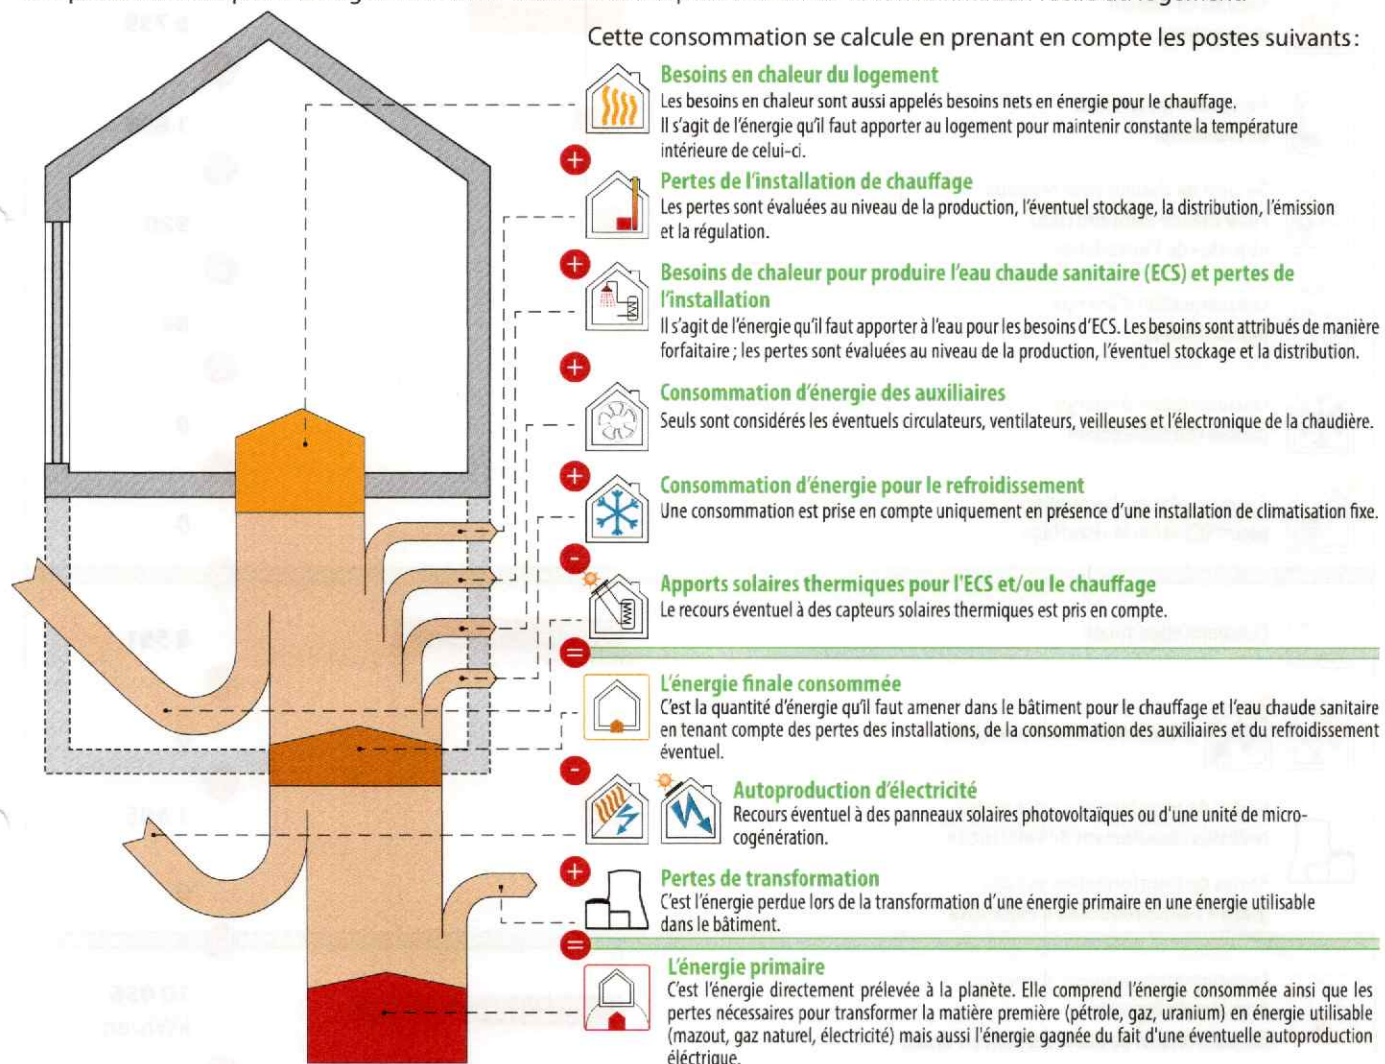 Cette consommation se calcule en prenant en compte les postes suivants :
Besoins en chaleur du logement
Les besoins en chaleur sont aussi appelés besoins nets en énergie pour le chauffage.
Il s'agit de l'énergie qu'il faut apporter au logement pour maintenir constante la température
intérieure de celui-ci.
+
Pertes de l'installation de chauffage
Les pertes sont évaluées au niveau de la production, l'éventuel stockage, la distribution, l'émission
et la régulation.
+
Besoins de chaleur pour produire l'eau chaude sanitaire (ECS) et pertes de
l'installation
Il s'agit de l'énergie qu'il faut apporter à l'eau pour les besoins d'ECS. Les besoins sont attribués de manière
forfaitaire ; les pertes sont évaluées au niveau de la production, l'éventuel stockage et la distribution.
+
Consommation d'énergie des auxiliaires
Seuls sont considérés les éventuels circulateurs, ventilateurs, veilleuses et l'électronique de la chaudière.
+
Consommation d'énergie pour le refroidissement
Une consommation est prise en compte uniquement en présence d'une installation de climatisation fixe.
-
Apports solaires thermiques pour l'ECS et/ou le chauffage
Le recours éventuel à des capteurs solaires thermiques est pris en compte.
=
L'énergie finale consommée
C'est la quantité d'énergie qu'il faut amener dans le bâtiment pour le chauffage et l'eau chaude sanitaire
en tenant compte des pertes des installations, de la consommation des auxiliaires et du refroidissement
éventuel.
-
Autoproduction d'électricité
Recours éventuel à des panneaux solaires photovoltaïques ou d'une unité de micro-
cogénération.
+
Pertes de transformation
C'est l'énergie perdue lors de la transformation d'une énergie primaire en une énergie utilisable
dans le bâtiment.
=
L'énergie primaire
C'est l'énergie directement prélevée à la planète. Elle comprend l'énergie consommée ainsi que les
pertes nécessaires pour transformer la matière première (pétrole, gaz, uranium) en énergie utilisable
(mazout, gaz naturel, électricité) mais aussi l'énergie gagnée du fait d'une éventuelle autoproduction
éléctrique.